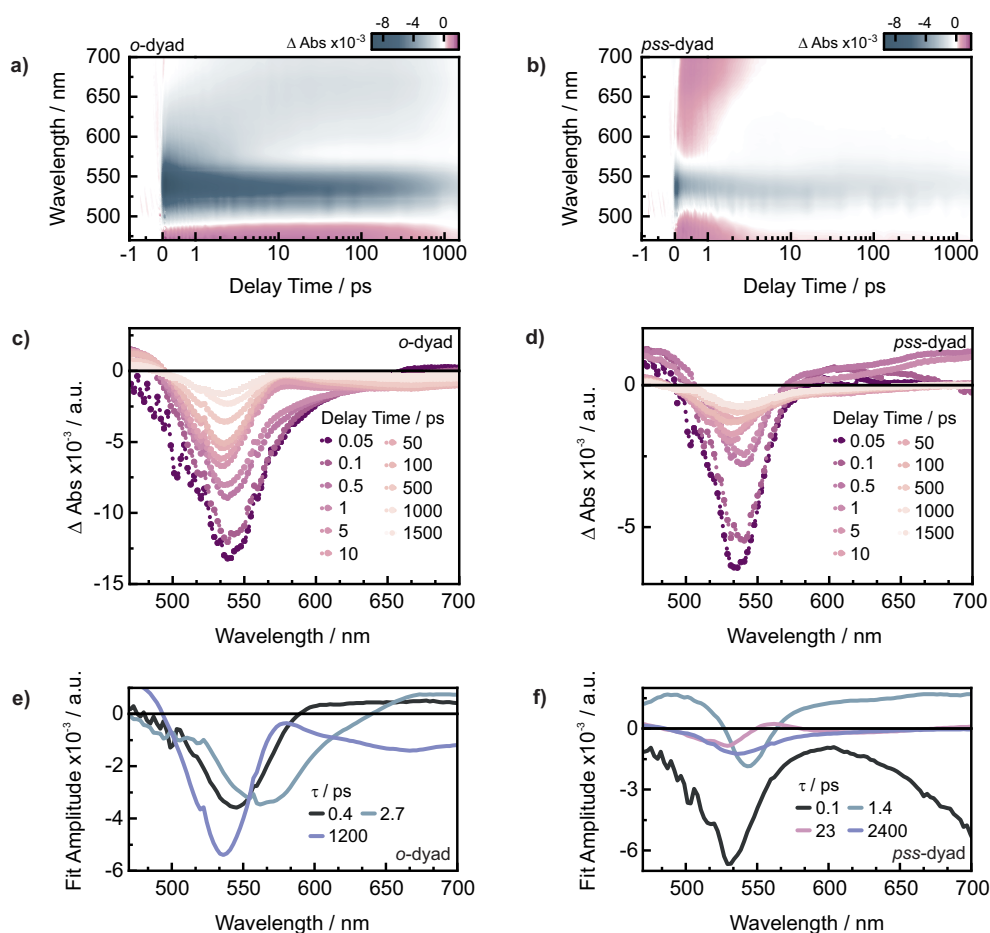 a)
o-dyad
Δ Abs x10-3
-8 -4 0
700
650
600
550
500
Wavelength / nm
-1 0 1 10 100 1000
Delay Time / ps
b)
pss-dyad
Δ Abs x10-3
-8 -4 0
700
650
600
550
500
Wavelength / nm
-1 0 1 10 100 1000
Delay Time / ps
c)
o-dyad
0
-5
-10
-15
Δ Abs x10-3 / a.u.
Delay Time / ps
0.05 50
0.1 100
0.5 500
1 1000
5 1500
10
500 550 600 650 700
Wavelength / nm
d)
pss-dyad
0
-5
Δ Abs x10-3 / a.u.
Delay Time / ps
0.05 50
0.1 100
0.5 500
1 1000
5 1500
10
500 550 600 650 700
Wavelength / nm
e)
0
-2
-4
-6
Fit Amplitude x10-3 / a.u.
τ / ps
0.4 2.7
1200
o-dyad
500 550 600 650 700
Wavelength / nm
f)
0
-3
-6
Fit Amplitude x10-3 / a.u.
τ / ps
0.1 1.4
23 2400
pss-dyad
500 550 600 650 700
Wavelength / nm